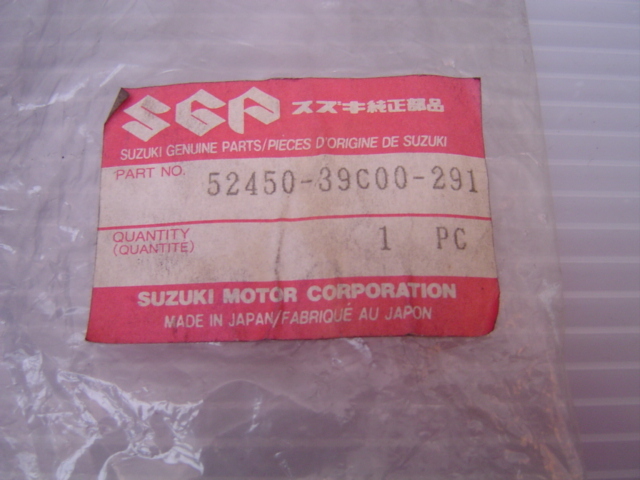 SGP スズキ純正部品
SUZUKI GENUINE PARTS/PIECES D'ORIGINE DE SUZUKI
PART NO. 52450-39C00-291
QUANTITY
(QUANTITE) 1 PC
SUZUKI MOTOR CORPORATION
MADE IN JAPAN/FABRIQUÉ AU JAPON